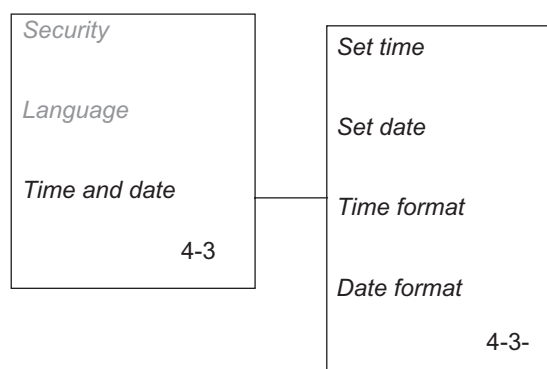 Security
Language
Time and date
4-3
Set time
Set date
Time format
Date format
4-3-